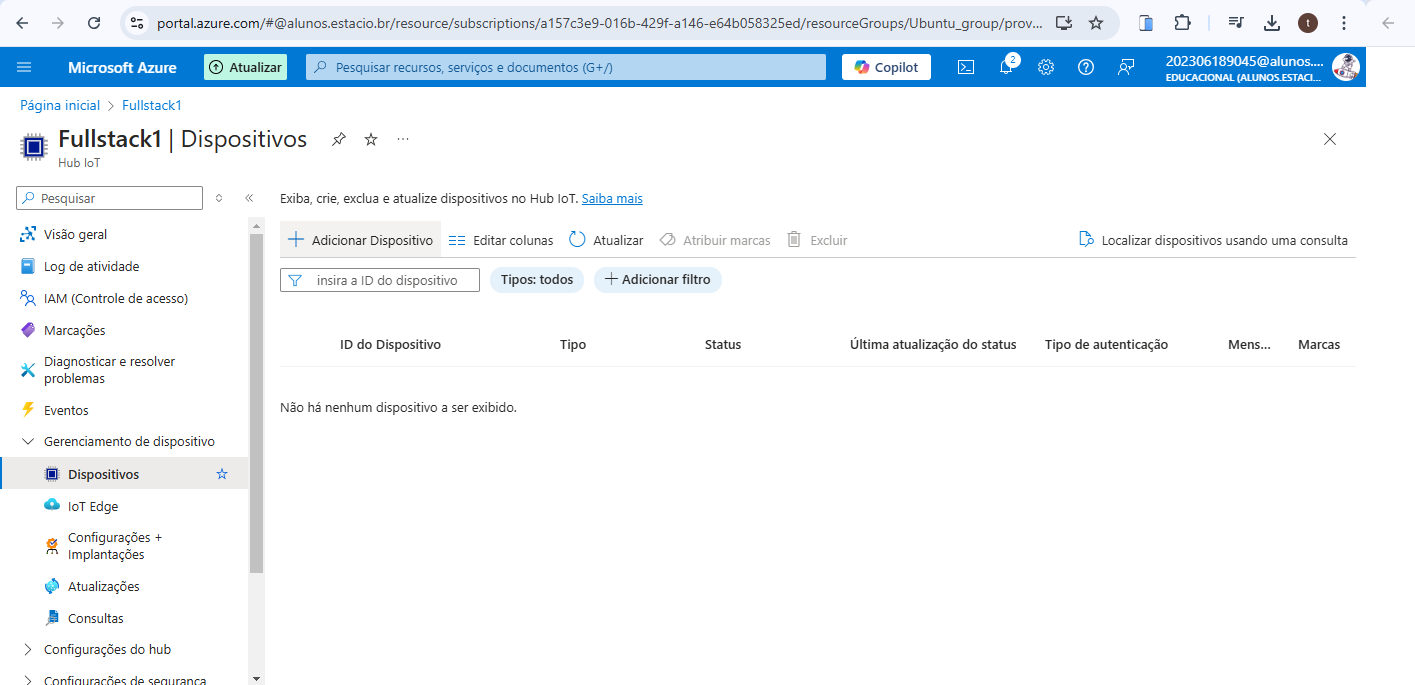 portal.azure.com/#@alunos.estacio.br/resource/subscriptions/a157c3e9-016b-429f-a146-e64b058325ed/resourceGroups/Ubuntu_group/prov...
t
Microsoft Azure
Atualizar
Pesquisar recursos, serviços e documentos (G+/)
Copilot
2
202306189045@alunos....
EDUCACIONAL (ALUNOS.ESTACI...
Página inicial > Fullstack1
Fullstack1 | Dispositivos
...
Hub IoT
Pesquisar
Visão geral
Log de atividade
IAM (Controle de acesso)
Marcações
Diagnosticar e resolver
problemas
Eventos
Gerenciamento de dispositivo
Dispositivos
IoT Edge
Configurações +
Implantações
Atualizações
Consultas
Configurações do hub
Configurações de segurança
Exiba, crie, exclua e atualize dispositivos no Hub IoT. Saiba mais
Adicionar Dispositivo Editar colunas Atualizar Atribuir marcas Excluir Localizar dispositivos usando uma consulta
insira a ID do dispositivo Tipos: todos Adicionar filtro
ID do Dispositivo Tipo Status Última atualização do status Tipo de autenticação Mens... Marcas
Não há nenhum dispositivo a ser exibido.